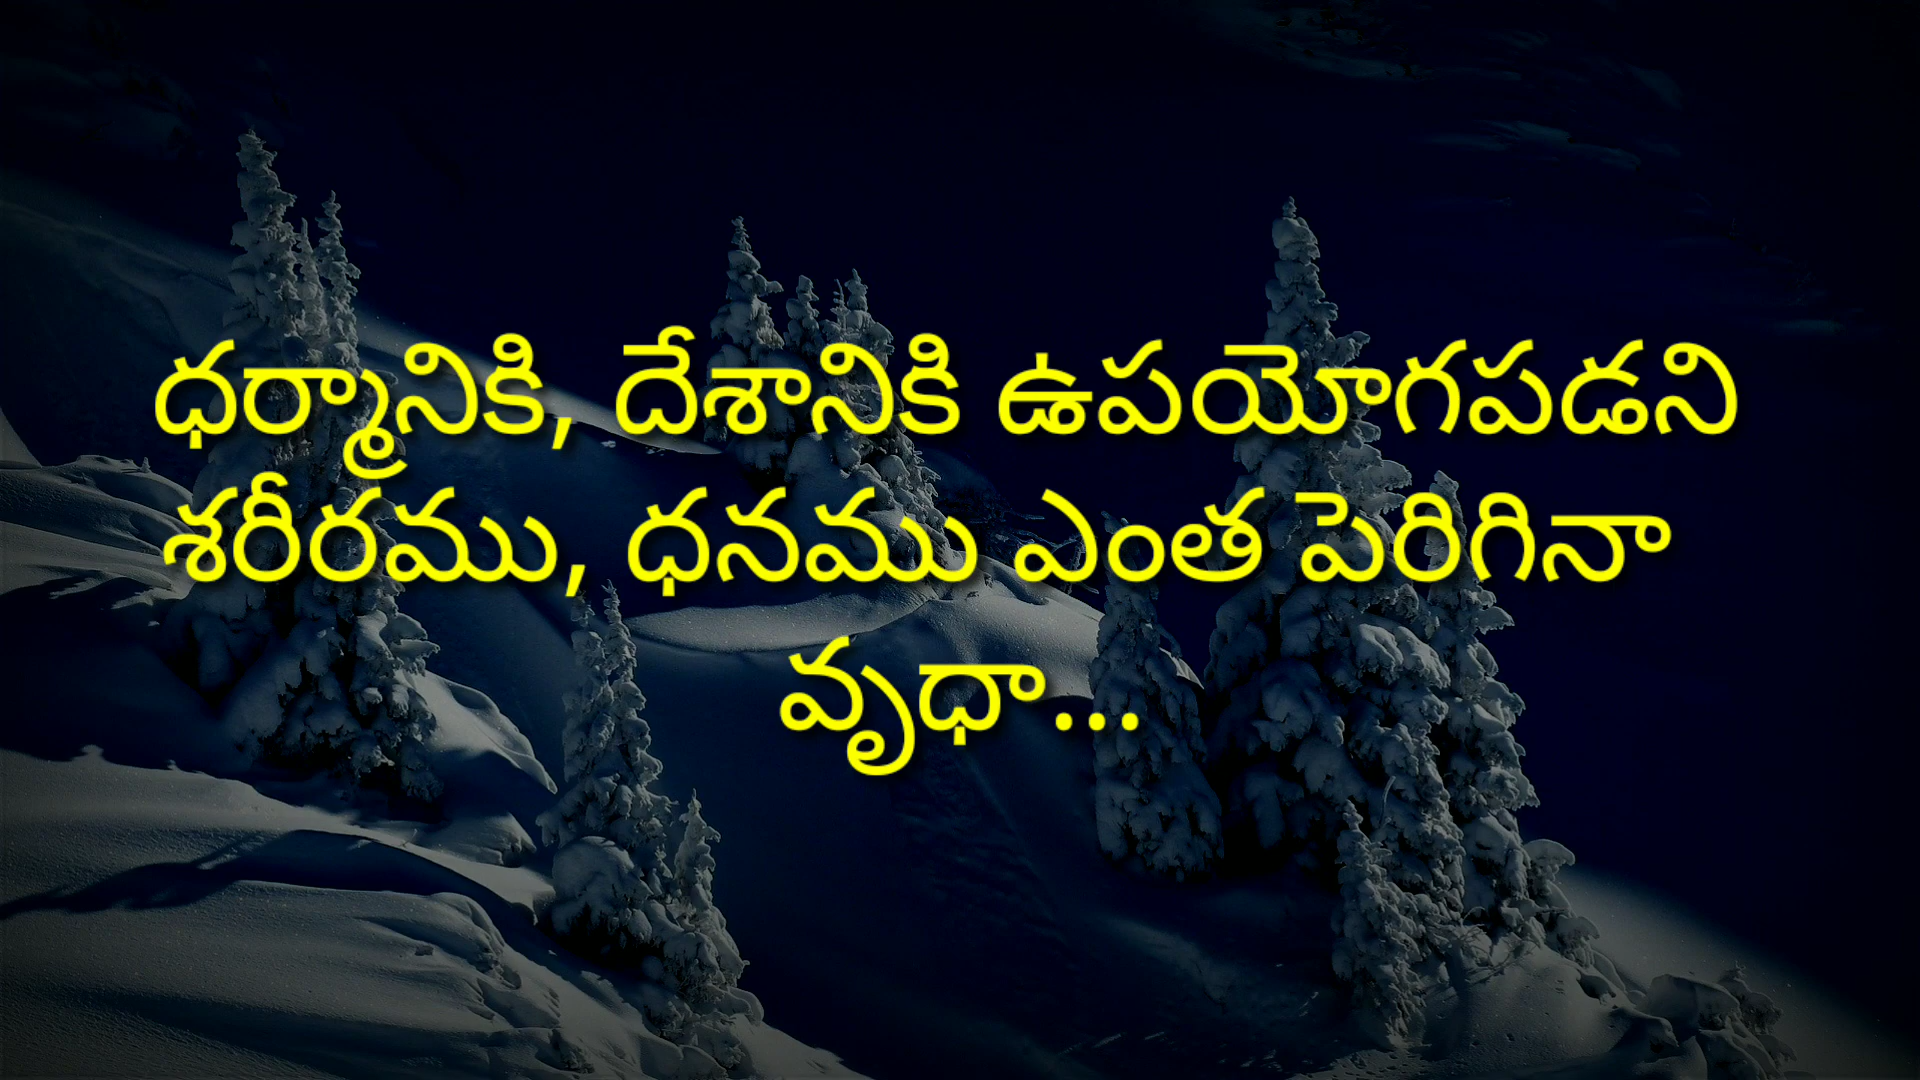 ధర్మానికి, దేశానికి ఉపయోగపడని
శరీరము, ధనము ఎంత పెరిగినా
వృధా...